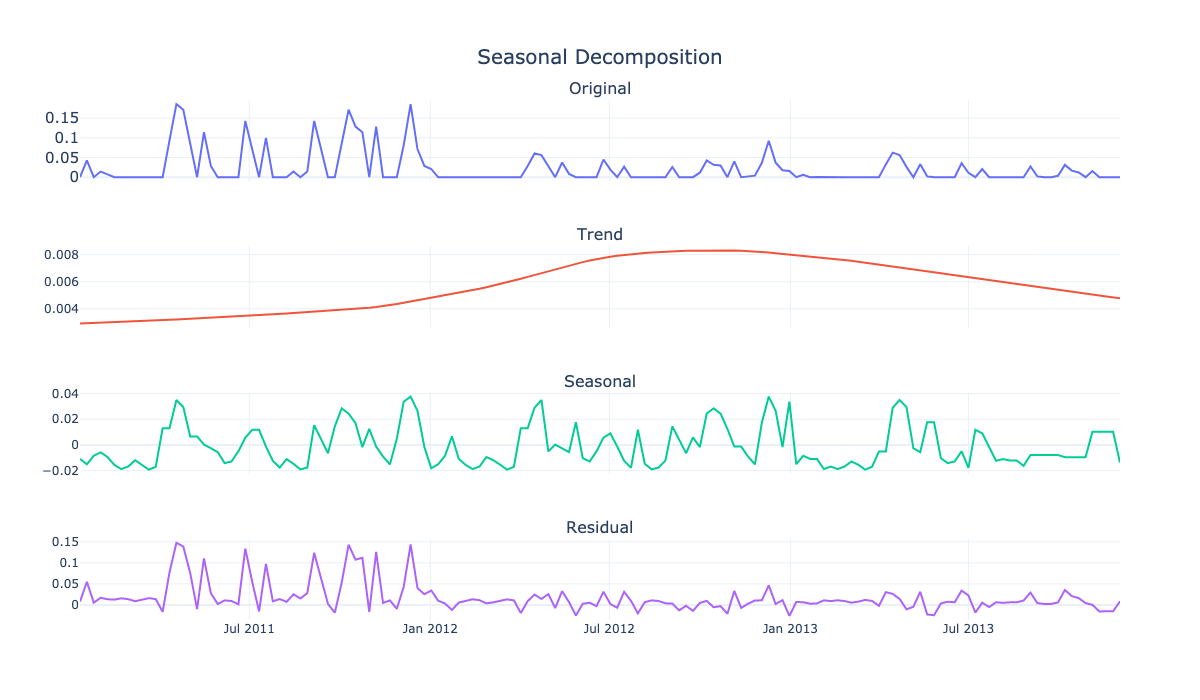 Seasonal Decomposition
Original
0.15
0.1
0.05
0
Trend
0.008
0.006
0.004
Seasonal
0.04
0.02
0
−0.02
Residual
0.15
0.1
0.05
0
Jul 2011 Jan 2012 Jul 2012 Jan 2013 Jul 2013